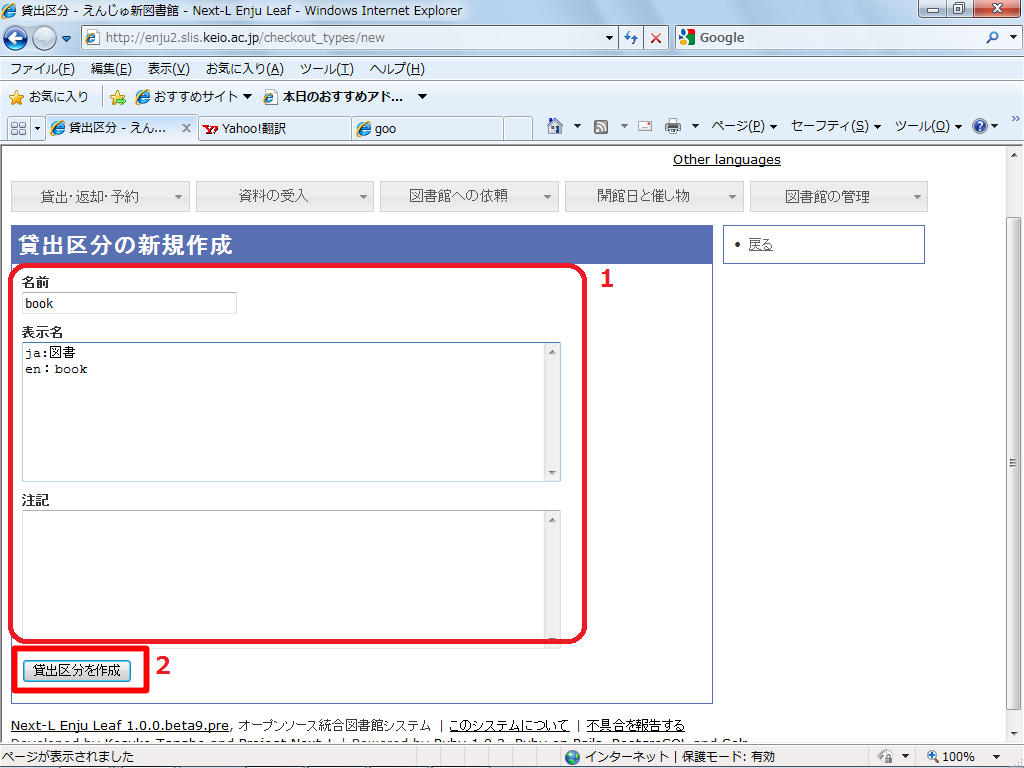 貸出区分 - えんじゅ新図書館 - Next-L Enju Leaf - Windows Internet Explorer
http://enju2.slis.keio.ac.jp/checkout_types/new
Google
ファイル(F) 編集(E) 表示(V) お気に入り(A) ツール(T) ヘルプ(H)
お気に入り おすすめサイト 本日のおすすめアド...
貸出区分 - えん... Yahoo!翻訳 goo ページ(P) セーフティ(S) ツール(O)
Other languages
貸出・返却・予約 資料の受入 図書館への依頼 開館日と催し物 図書館の管理
貸出区分の新規作成
戻る
1
名前
book
表示名
ja:図書
en：book
注記
貸出区分を作成
2
Next-L Enju Leaf 1.0.0.beta9.pre, オープンソース統合図書館システム | このシステムについて | 不具合を報告する
ページが表示されました インターネット | 保護モード: 有効 100%